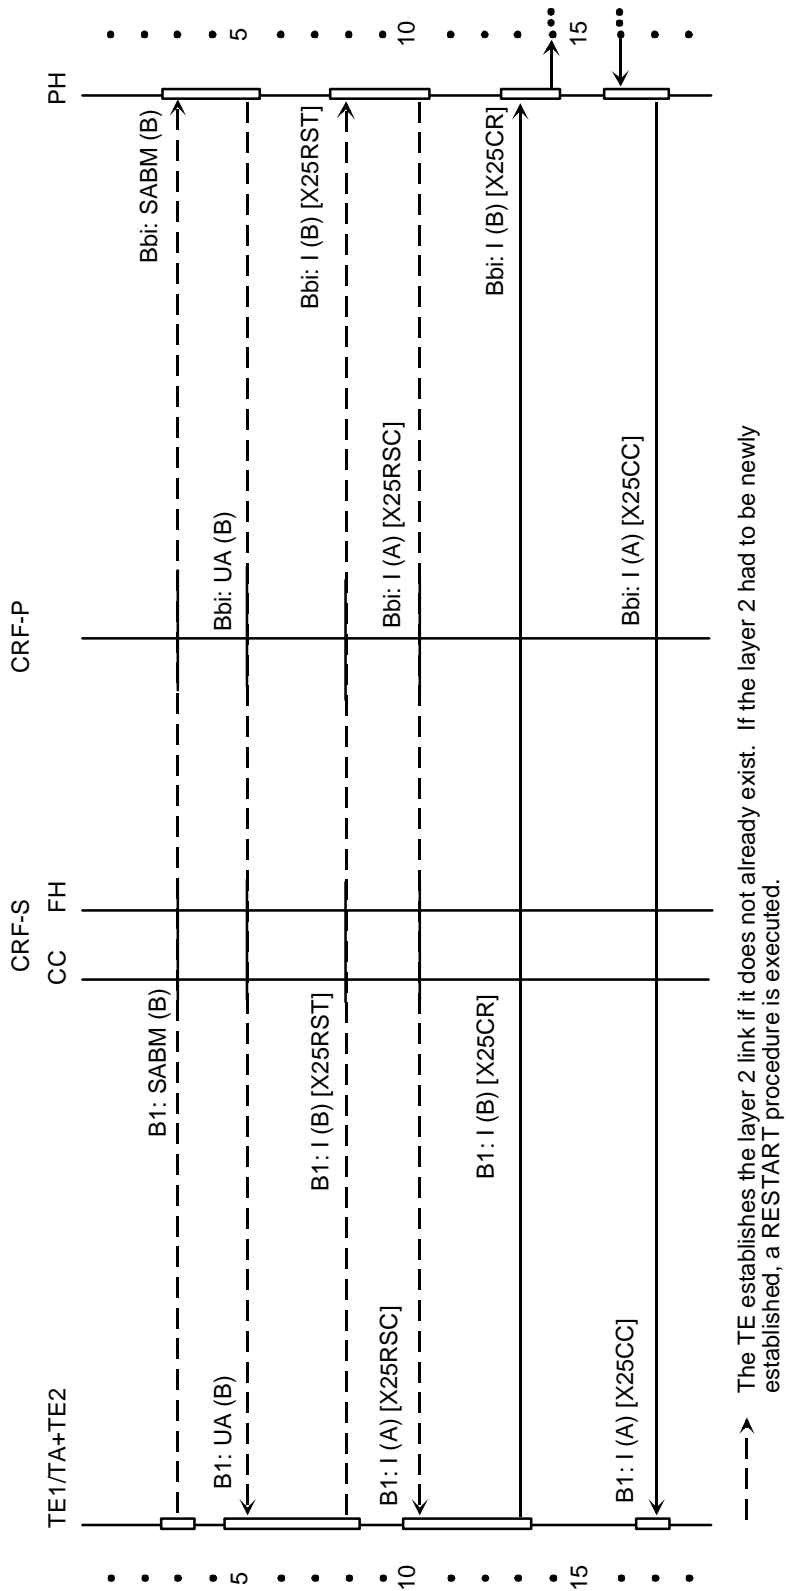 CRF-S
CRF-P
TE1/TA+TE2
CC
FH
PH
B1: SABM (B)
Bbi: SABM (B)
5
B1: UA (B)
Bbi: UA (B)
5
B1: I (B) [X25RST]
Bbi: I (B) [X25RST]
10
B1: I (A) [X25RSC]
Bbi: I (A) [X25RSC]
10
B1: I (B) [X25CR]
Bbi: I (B) [X25CR]
15
15
B1: I (A) [X25CC]
Bbi: I (A) [X25CC]
The TE establishes the layer 2 link if it does not already exist. If the layer 2 had to be newly
established, a RESTART procedure is executed.